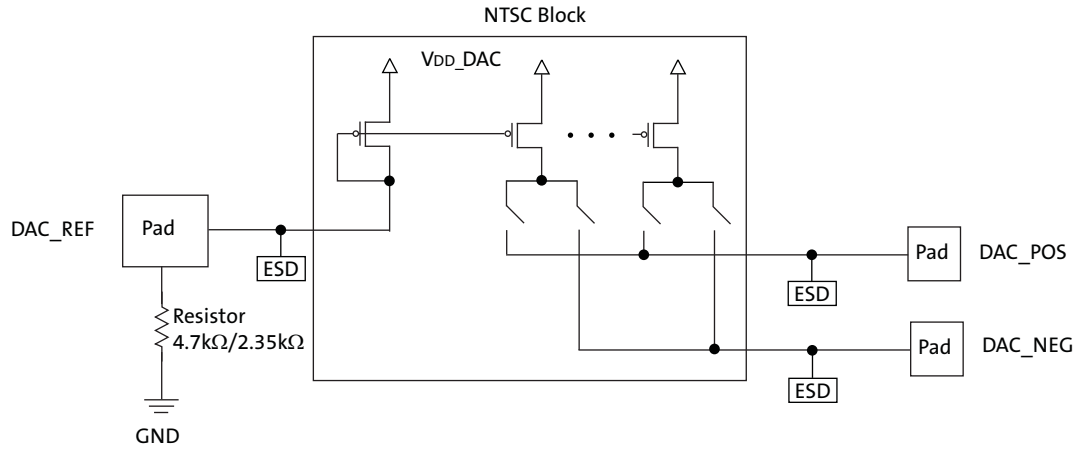 NTSC Block
VDD_DAC
DAC_REF
Pad
ESD
Resistor
4.7kΩ/2.35kΩ
GND
Pad
DAC_POS
ESD
Pad
DAC_NEG
ESD